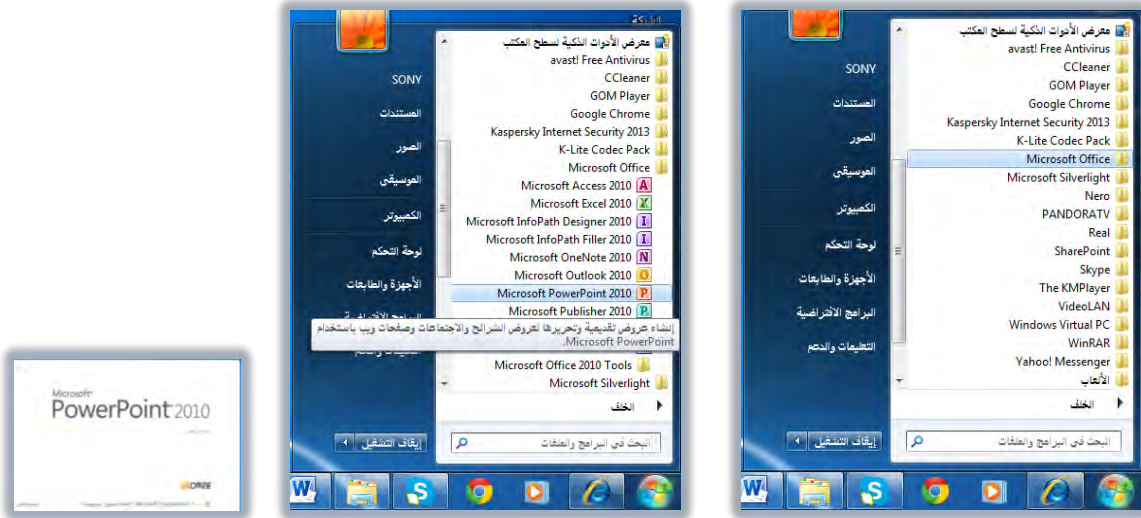 معرض الأدوات الذكية لسطح المكتب
avast! Free Antivirus
CCleaner
GOM Player
Google Chrome
Kaspersky Internet Security 2013
K-Lite Codec Pack
Microsoft Office
Microsoft Silverlight
Nero
PANDORATV
Real
SharePoint
Skype
The KMPlayer
VideoLAN
Windows Virtual PC
WinRAR
Yahoo! Messenger
الألعاب
الخلف
البحث في البرامج والملفات
SONY
المستندات
الصور
الموسيقى
الكمبيوتر
لوحة التحكم
الأجهزة والطابعات
البرامج الافتراضية
التعليمات والدعم
إيقاف التشغيل
معرض الأدوات الذكية لسطح المكتب
avast! Free Antivirus
CCleaner
GOM Player
Google Chrome
Kaspersky Internet Security 2013
K-Lite Codec Pack
Microsoft Office
Microsoft Access 2010
Microsoft Excel 2010
Microsoft InfoPath Designer 2010
Microsoft InfoPath Filler 2010
Microsoft OneNote 2010
Microsoft Outlook 2010
Microsoft PowerPoint 2010
Microsoft Publisher 2010
إنشاء عروض تقديمية وتحريرها لعروض الشرائح والاجتماعات وصفحات ويب باستخدام
Microsoft PowerPoint.
Microsoft Office 2010 Tools
Microsoft Silverlight
الخلف
البحث في البرامج والملفات
SONY
المستندات
الصور
الموسيقى
الكمبيوتر
لوحة التحكم
الأجهزة والطابعات
إيقاف التشغيل
Microsoft
PowerPoint 2010
Office